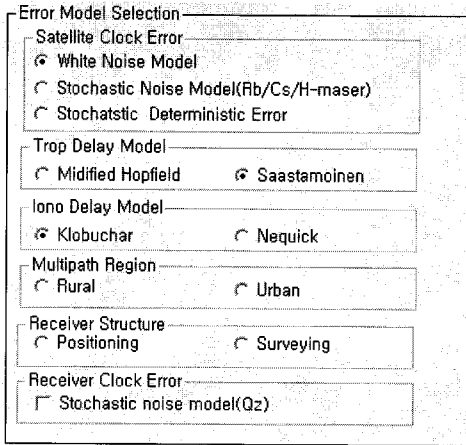 Error Model Selection
Satellite Clock Error
White Noise Model
Stochastic Noise Model(Rb/Cs/H-maser)
Stochatstic Deterministic Error
Trop Delay Model
Midified Hopfield Saastamoinen
Iono Delay Model
Klobuchar Nequick
Multipath Region
Rural Urban
Receiver Structure
Positioning Surveying
Receiver Clock Error
Stochastic noise model(Qz)